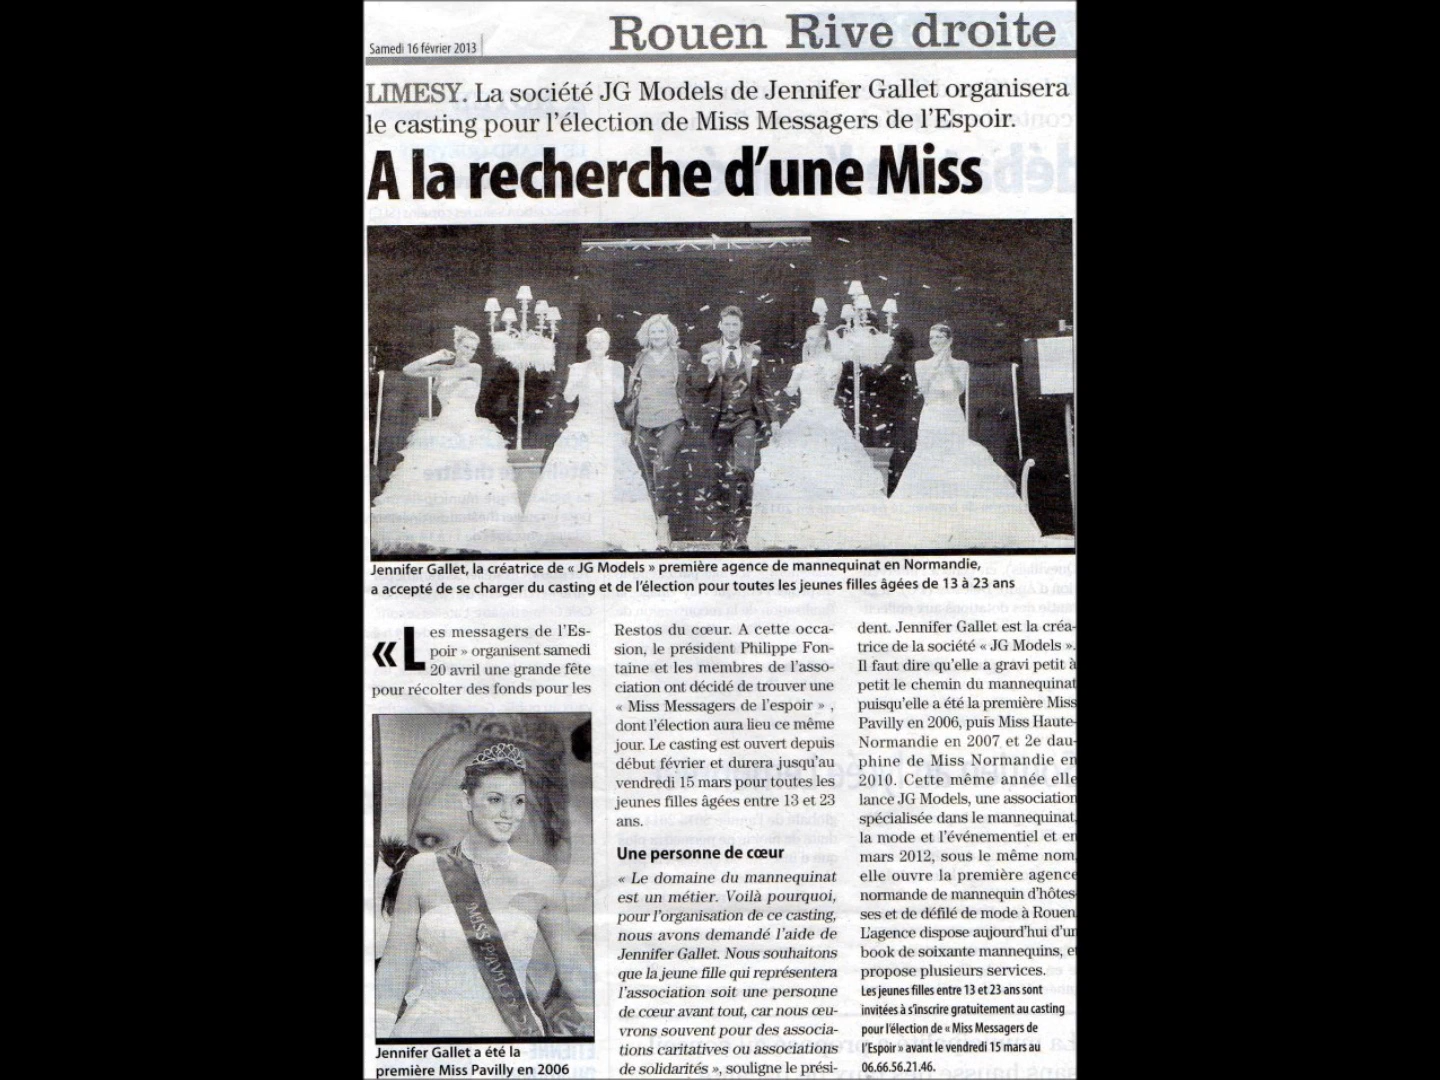 Samedi 16 février 2013
Rouen Rive droite
LIMESY. La société JG Models de Jennifer Gallet organisera
le casting pour l'élection de Miss Messagers de l'Espoir.
A la recherche d'une Miss
Jennifer Gallet, la créatrice de « JG Models » première agence de mannequinat en Normandie,
a accepté de se charger du casting et de l'élection pour toutes les jeunes filles âgées de 13 à 23 ans
« Les messagers de l'Es-
poir » organisent samedi
20 avril une grande fête
pour récolter des fonds pour les
MISS PAVILLY
Jennifer Gallet a été la
première Miss Pavilly en 2006
Restos du cœur. A cette occa-
sion, le président Philippe Fon-
taine et les membres de l'asso-
ciation ont décidé de trouver une
« Miss Messagers de l'espoir » ,
dont l'élection aura lieu ce même
jour. Le casting est ouvert depuis
début février et durera jusqu'au
vendredi 15 mars pour toutes les
jeunes filles âgées entre 13 et 23
ans.
Une personne de cœur
« Le domaine du mannequinat
est un métier. Voilà pourquoi,
pour l'organisation de ce casting,
nous avons demandé l'aide de
Jennifer Gallet. Nous souhaitons
que la jeune fille qui représentera
l'association soit une personne
de cœur avant tout, car nous œu-
vrons souvent pour des associa-
tions caritatives ou associations
de solidarités », souligne le prési-
dent. Jennifer Gallet est la créa-
trice de la société « JG Models ».
Il faut dire qu'elle a gravi petit à
petit le chemin du mannequinat
puisqu'elle a été la première Miss
Pavilly en 2006, puis Miss Haute-
Normandie en 2007 et 2e dau-
phine de Miss Normandie en
2010. Cette même année elle
lance JG Models, une association
spécialisée dans le mannequinat,
la mode et l'événementiel et en
mars 2012, sous le même nom,
elle ouvre la première agence
normande de mannequin d'hôtes-
ses et de défilé de mode à Rouen.
L'agence dispose aujourd'hui d'un
book de soixante mannequins, et
propose plusieurs services.
Les jeunes filles entre 13 et 23 ans sont
invitées à s'inscrire gratuitement au casting
pour l'élection de « Miss Messagers de
l'Espoir » avant le vendredi 15 mars au
06.66.56.21.46.